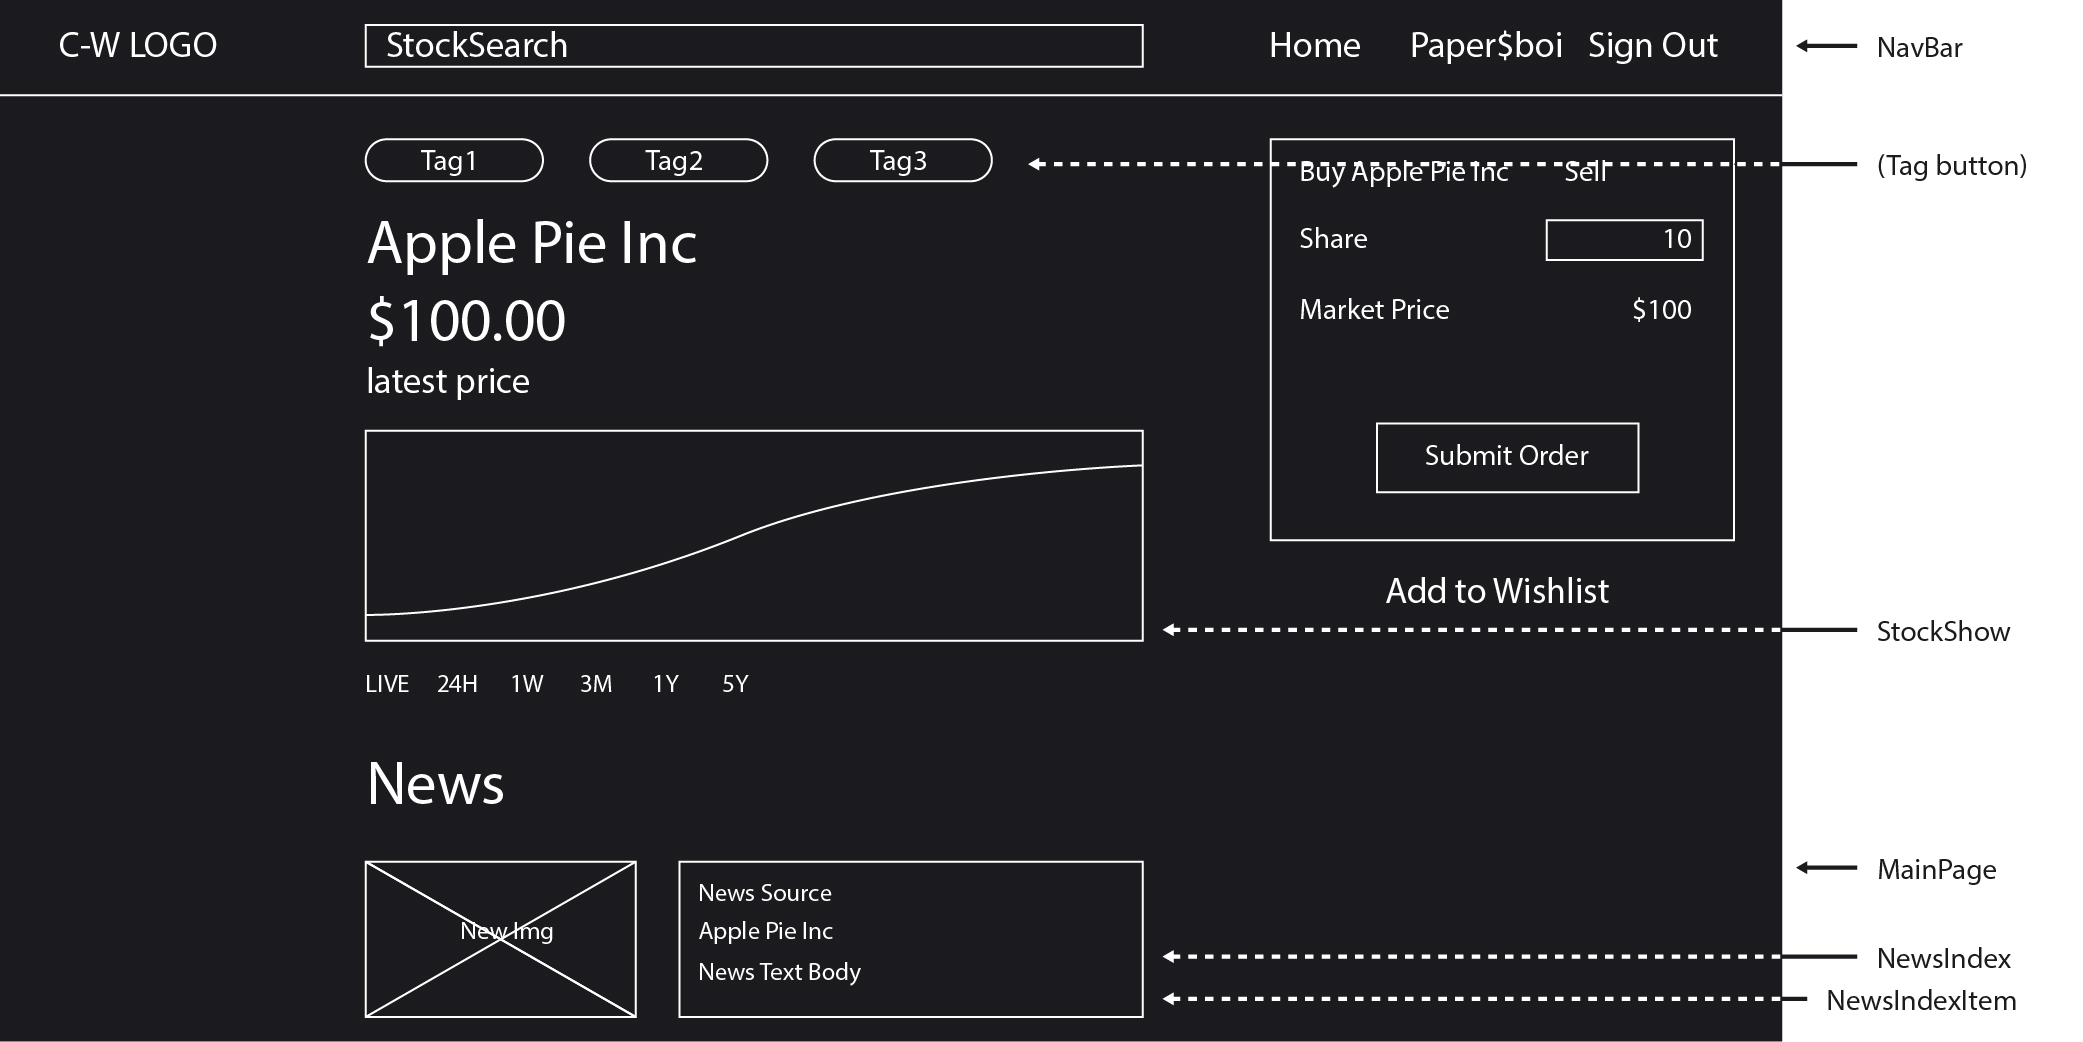 C-W LOGO
StockSearch
Home
Paper$boi
Sign Out
NavBar
Tag1
Tag2
Tag3
(Tag button)
Buy Apple Pie Inc
Sell
Apple Pie Inc
Share
10
$100.00
Market Price
$100
latest price
Submit Order
Add to Wishlist
StockShow
LIVE
24H
1W
3M
1Y
5Y
News
MainPage
New Img
News Source
Apple Pie Inc
News Text Body
NewsIndex
NewsIndexItem